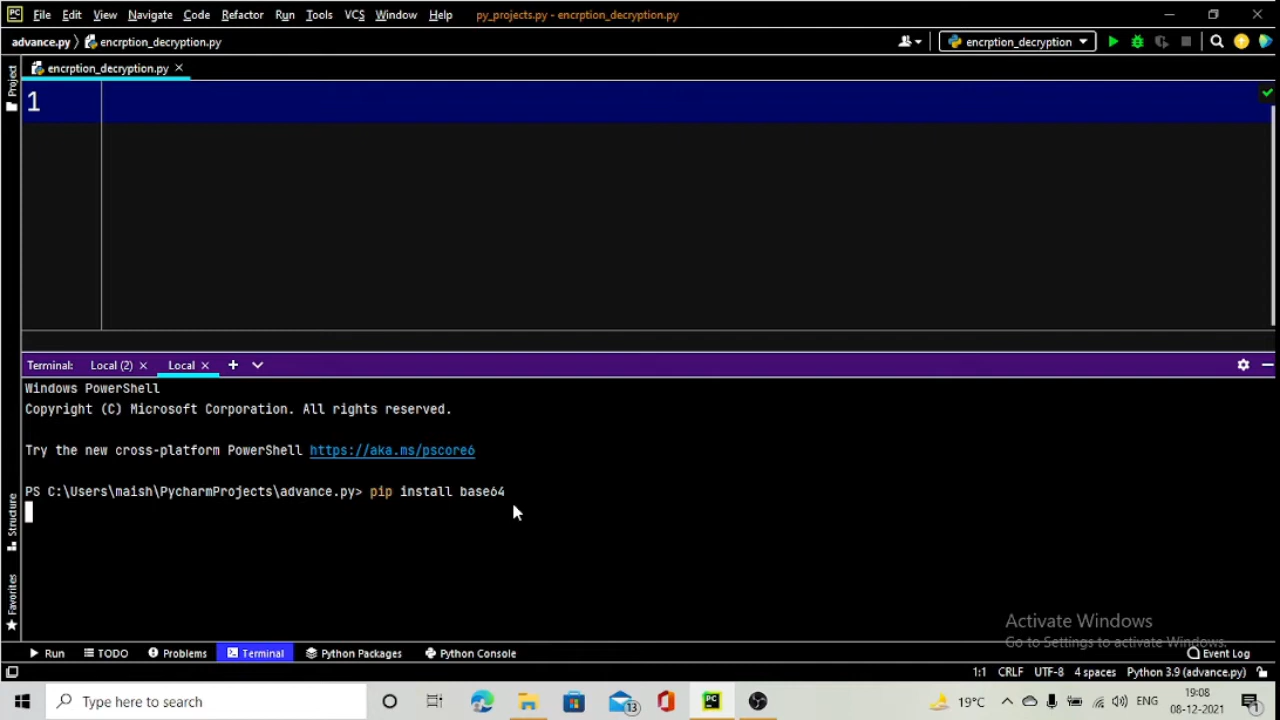 File Edit View Navigate Code Refactor Run Tools VCS Window Help py_projects.py - encrption_decryption.py
advance.py encrption_decryption.py encrption_decryption
Project
encrption_decryption.py
1
Terminal: Local (2) Local
Windows PowerShell
Copyright (C) Microsoft Corporation. All rights reserved.
Try the new cross-platform PowerShell https://aka.ms/pscore6
PS C:\Users\maish\PycharmProjects\advance.py> pip install base64
Structure
Favorites
Activate Windows
Go to Settings to activate Windows.
Run TODO Problems Terminal Python Packages Python Console Event Log
1:1 CRLF UTF-8 4 spaces Python 3.9 (advance.py)
Type here to search 13 19°C ENG 19:08
08-12-2021 1